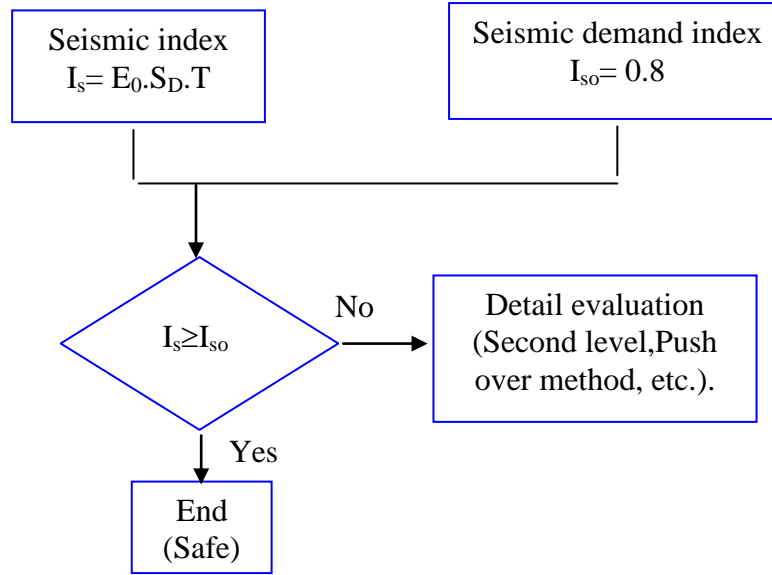 Seismic index
Iₛ= E₀.S_D.T
Seismic demand index
Iₛₒ= 0.8
Iₛ≥Iₛₒ
No
Detail evaluation
(Second level,Push
over method, etc.).
Yes
End
(Safe)